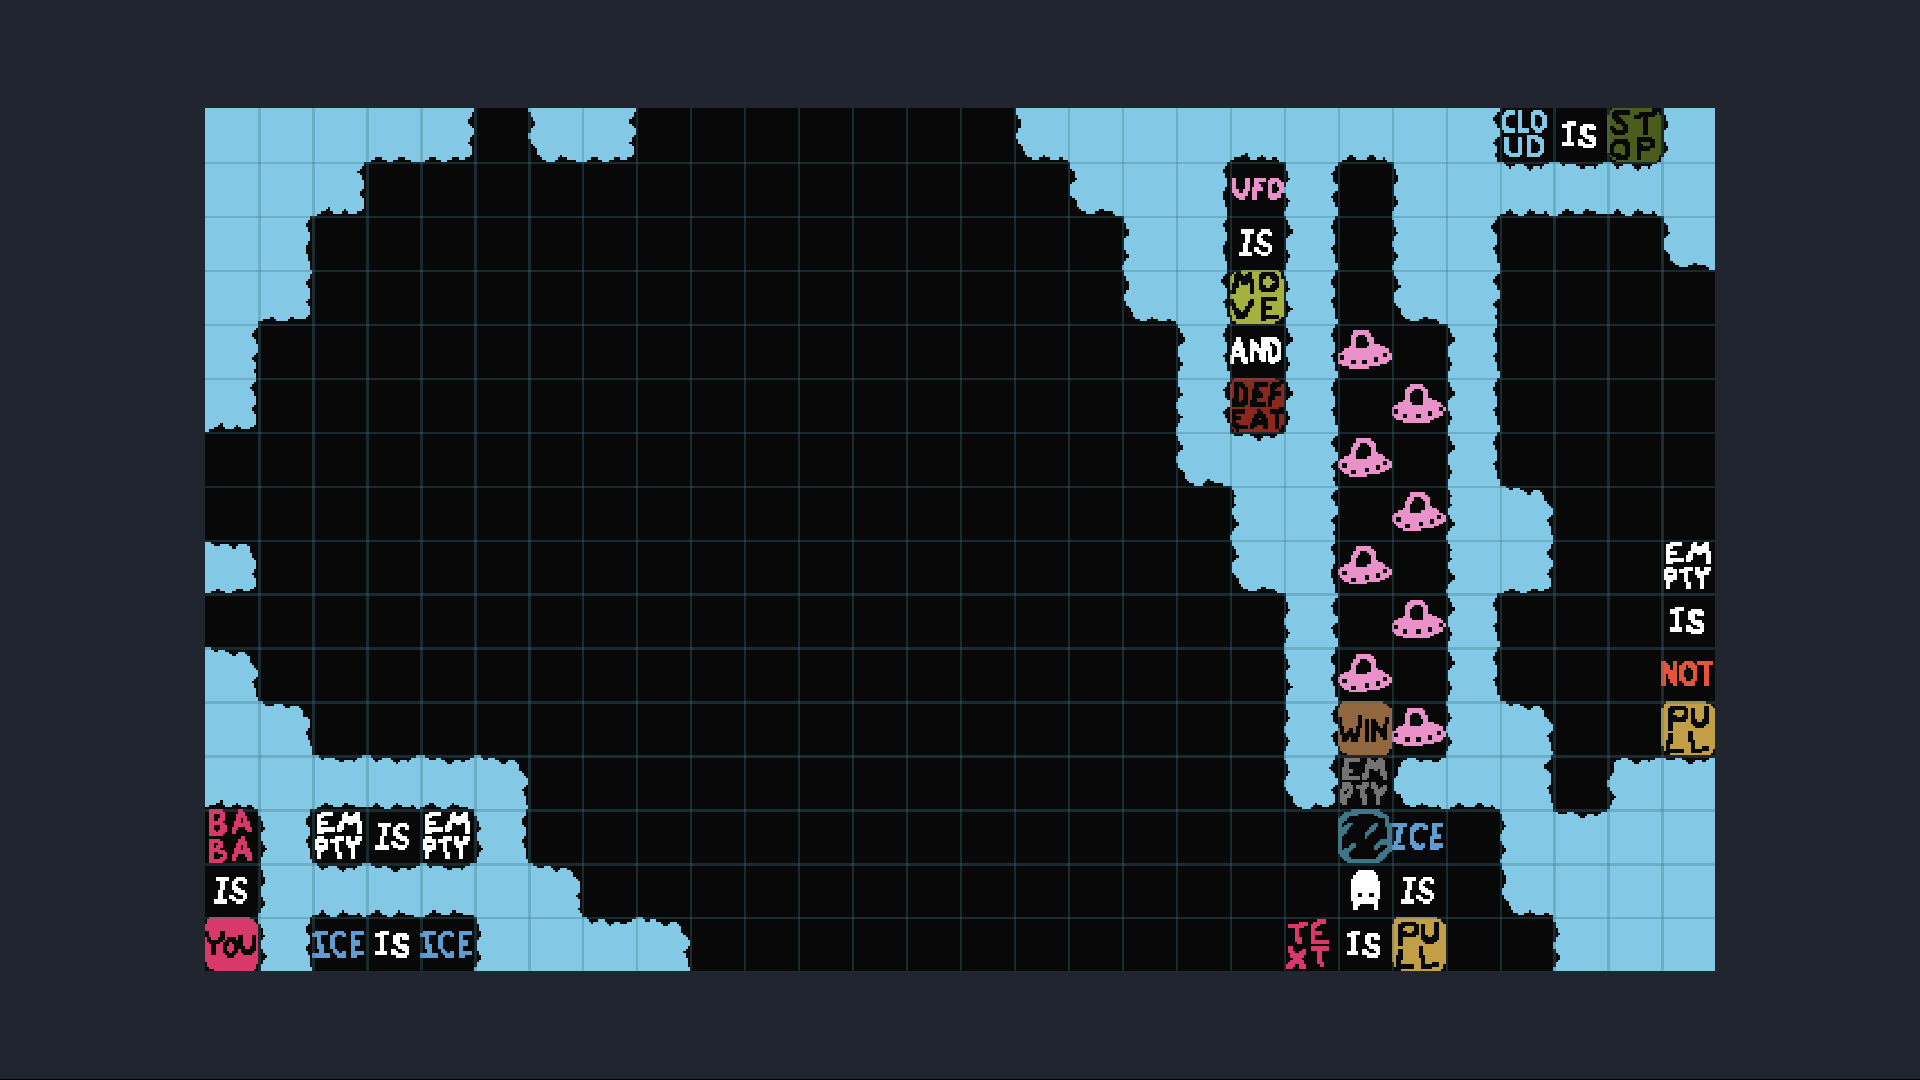 CLOUD IS STOP
UFO
IS
MOVE
AND
DEFEAT
EMPTY
IS
NOT
PULL
WIN
EMPTY
BABA EMPTY IS EMPTY ICE
IS IS
YOU ICE IS ICE TEXT IS PULL